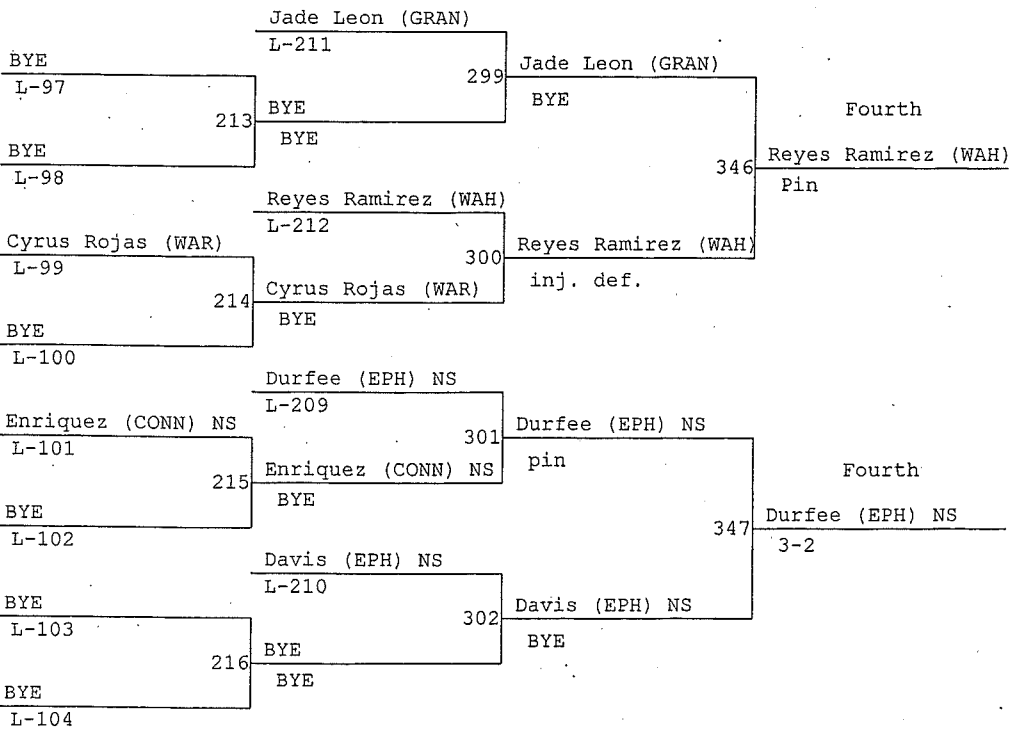 Jade Leon (GRAN)
L-211
BYE
L-97
299
Jade Leon (GRAN)
BYE
213
BYE
BYE
Fourth
BYE
L-98
346
Reyes Ramirez (WAH)
Pin
Reyes Ramirez (WAH)
L-212
Cyrus Rojas (WAR)
L-99
300
Reyes Ramirez (WAH)
inj. def.
214
Cyrus Rojas (WAR)
BYE
BYE
L-100
Durfee (EPH) NS
L-209
Enriquez (CONN) NS
L-101
301
Durfee (EPH) NS
pin
215
Enriquez (CONN) NS
BYE
Fourth
BYE
L-102
347
Durfee (EPH) NS
3-2
Davis (EPH) NS
L-210
BYE
L-103
302
Davis (EPH) NS
BYE
216
BYE
BYE
BYE
L-104